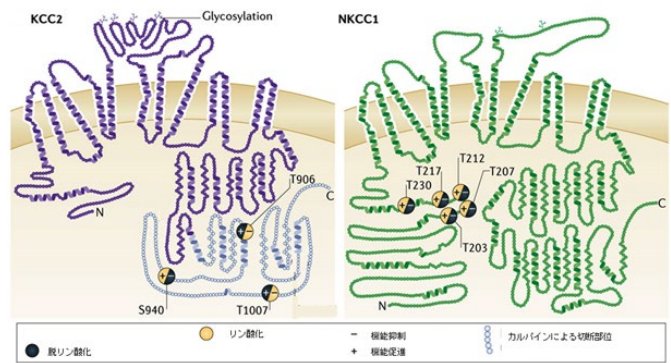 KCC2
Glycosylation
NKCC1
T906
N
C
S940
T1007
T217
T212
T230
T207
T203
C
N
リン酸化
脱リン酸化
− 機能抑制
+ 機能促進
カルパインによる切断部位